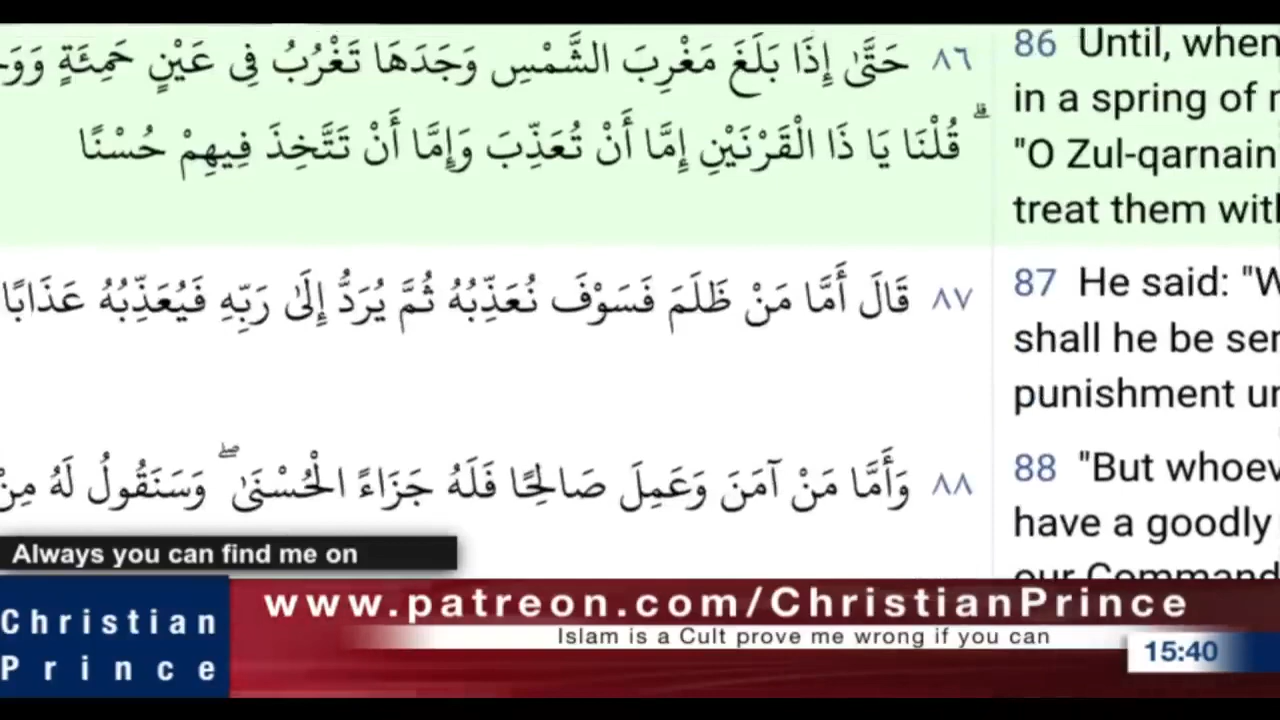 ٨٦ حَتَّىٰ إِذَا بَلَغَ مَغْرِبَ الشَّمْسِ وَجَدَهَا تَغْرُبُ فِي عَيْنٍ حَمِئَةٍ
قُلْنَا يَا ذَا الْقَرْنَيْنِ إِمَّا أَنْ تُعَذِّبَ وَإِمَّا أَنْ تَتَّخِذَ فِيهِمْ حُسْنًا
86 Until, when
in a spring of
"O Zul-qarnain
treat them with
٨٧ قَالَ أَمَّا مَنْ ظَلَمَ فَسَوْفَ نُعَذِّبُهُ ثُمَّ يُرَدُّ إِلَىٰ رَبِّهِ فَيُعَذِّبُهُ عَذَابًا
87 He said:
shall he be
punishment
٨٨ وَأَمَّا مَنْ آمَنَ وَعَمِلَ صَالِحًا فَلَهُ جَزَاءً الْحُسْنَىٰ ۖ وَسَنَقُولُ لَهُ مِنْ
88 "But
have a goodly
our
Always you can find me on
Christian
Prince
www.patreon.com/ChristianPrince
Islam is a Cult prove me wrong if you can
15:40